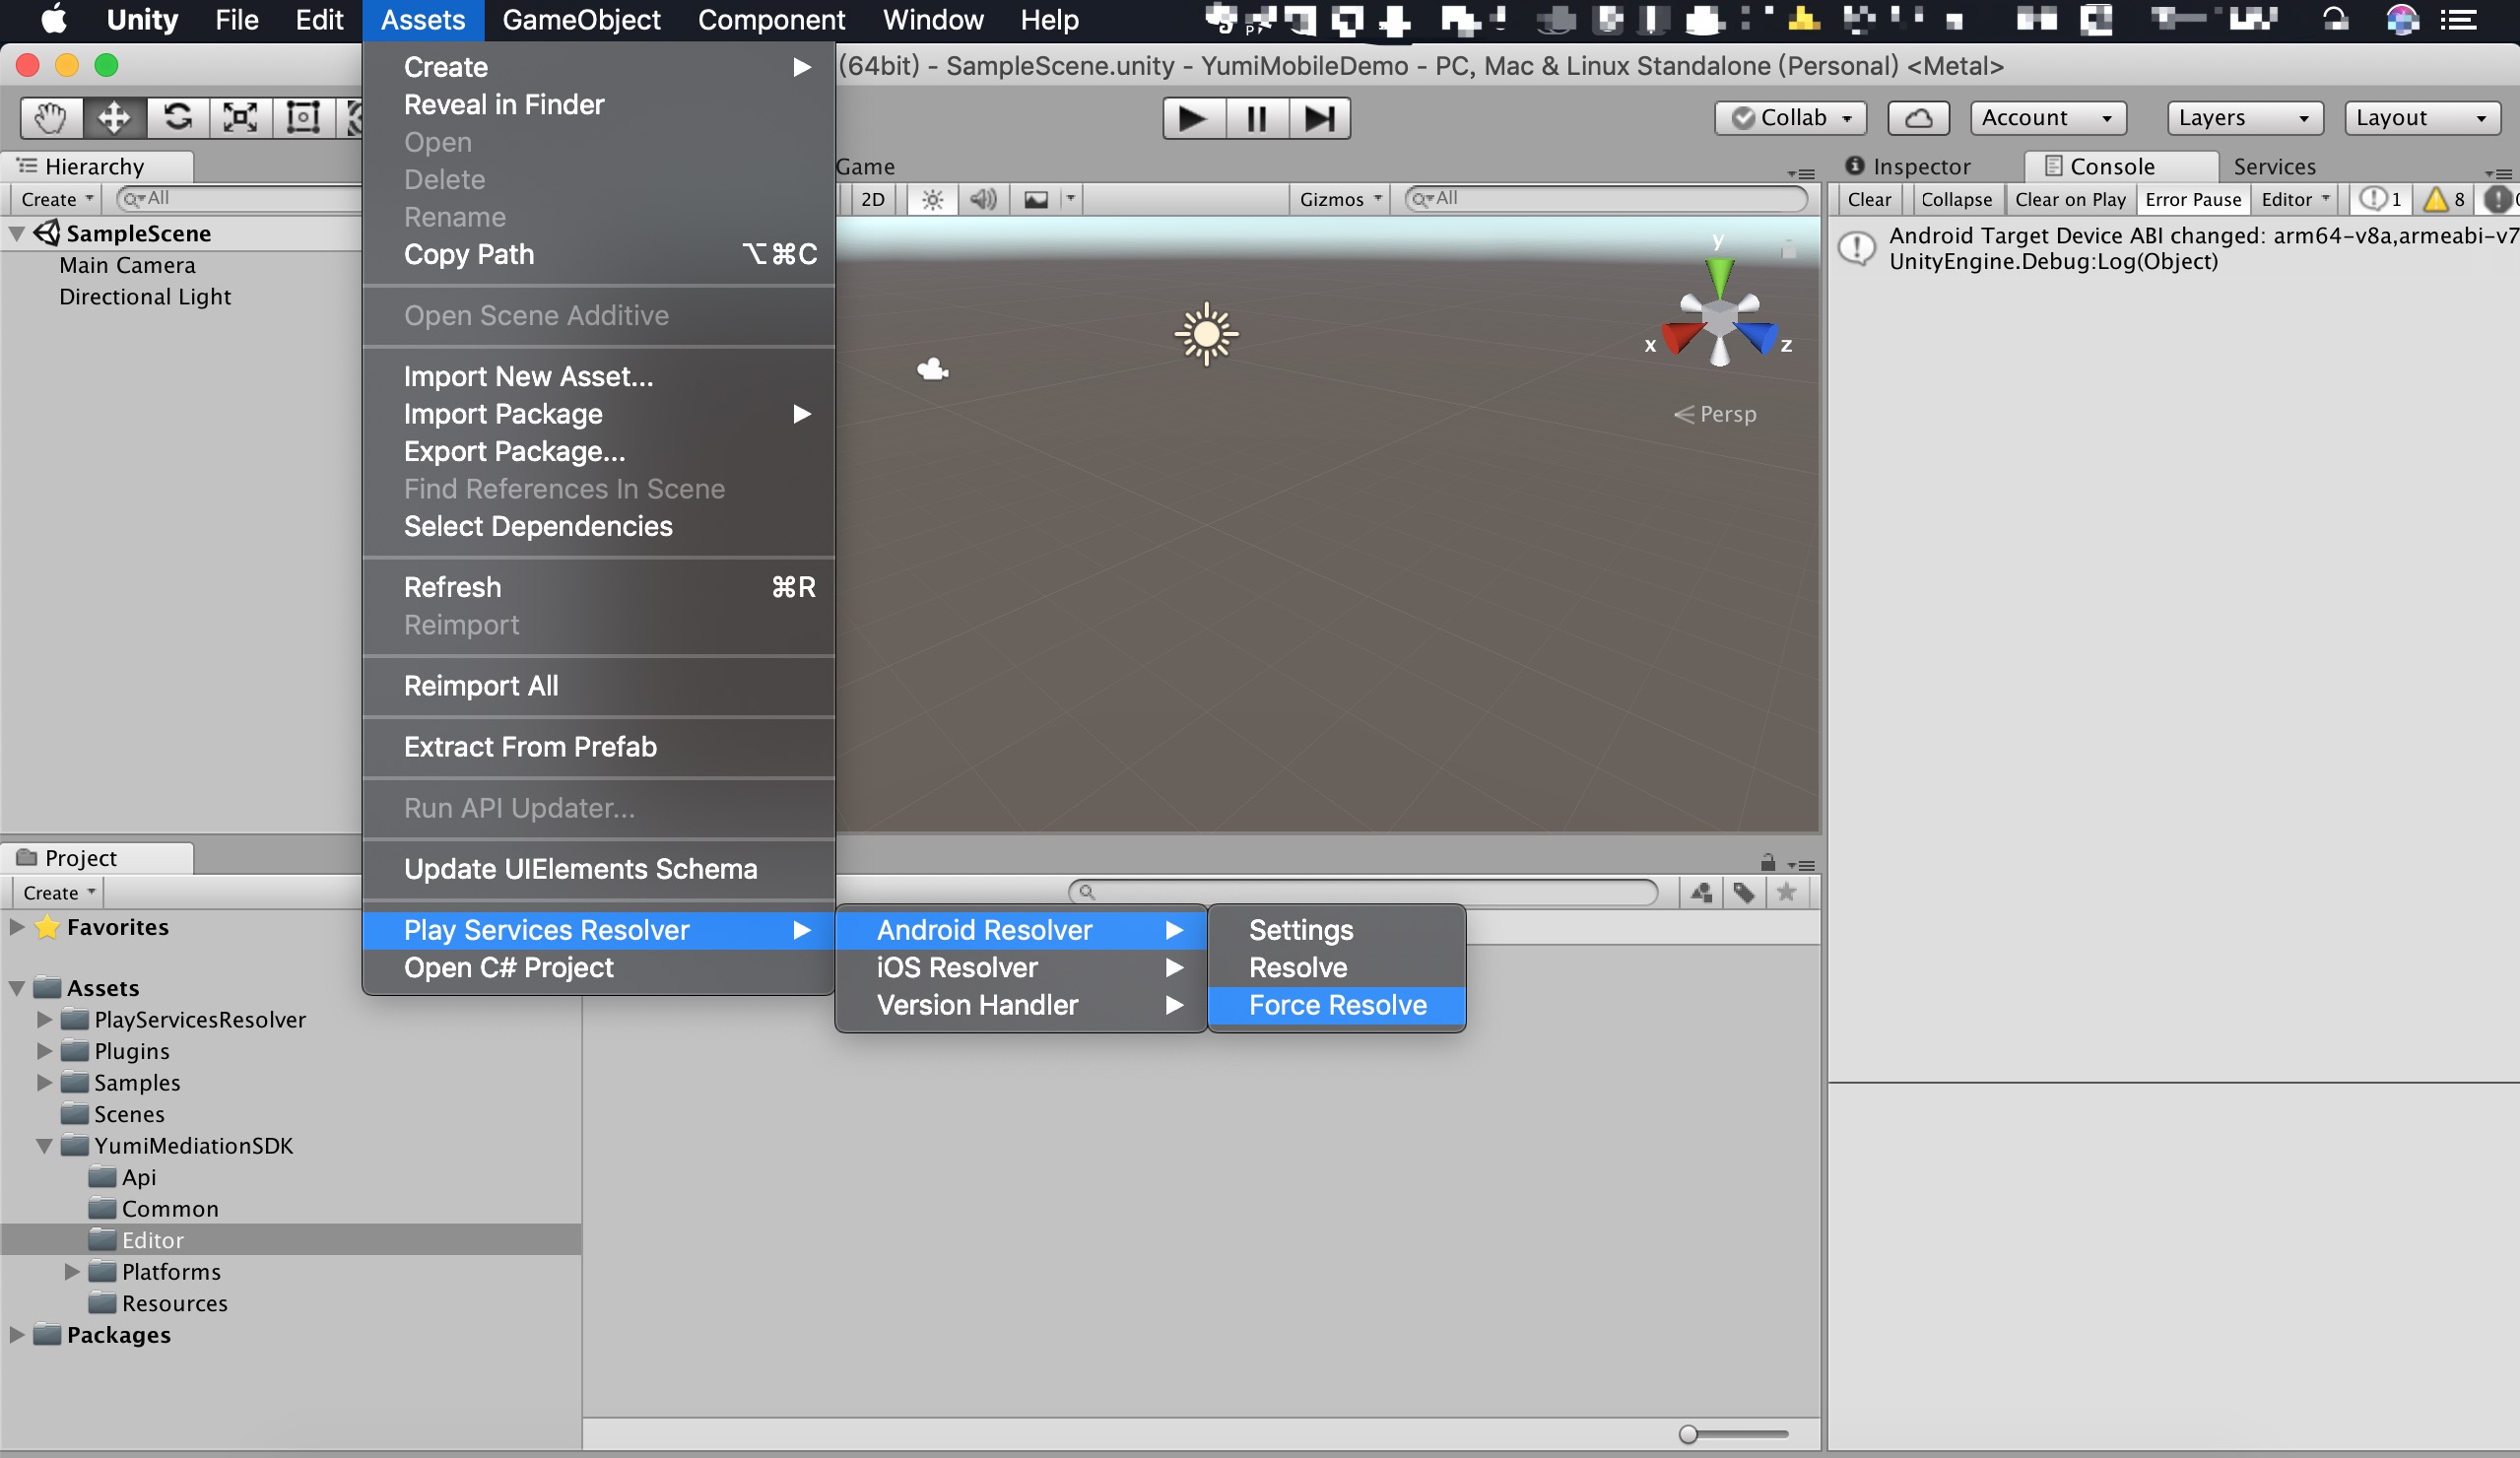 Unity File Edit Assets GameObject Component Window Help
(64bit) - SampleScene.unity - YumiMobileDemo - PC, Mac & Linux Standalone (Personal) <Metal>
Collab Account Layers Layout
Hierarchy
Create All
SampleScene
Main Camera
Directional Light
Create
Reveal in Finder
Open
Delete
Rename
Copy Path ⌥⌘C
Open Scene Additive
Import New Asset...
Import Package
Export Package...
Find References In Scene
Select Dependencies
Refresh ⌘R
Reimport
Reimport All
Extract From Prefab
Run API Updater...
Update UIElements Schema
Play Services Resolver
Open C# Project
Android Resolver
iOS Resolver
Version Handler
Settings
Resolve
Force Resolve
Game
2D Gizmos All
y
x z
Persp
Inspector Console Services
Clear Collapse Clear on Play Error Pause Editor 1 8
Android Target Device ABI changed: arm64-v8a,armeabi-v7
UnityEngine.Debug:Log(Object)
Project
Create
Favorites
Assets
PlayServicesResolver
Plugins
Samples
Scenes
YumiMediationSDK
Api
Common
Editor
Platforms
Resources
Packages